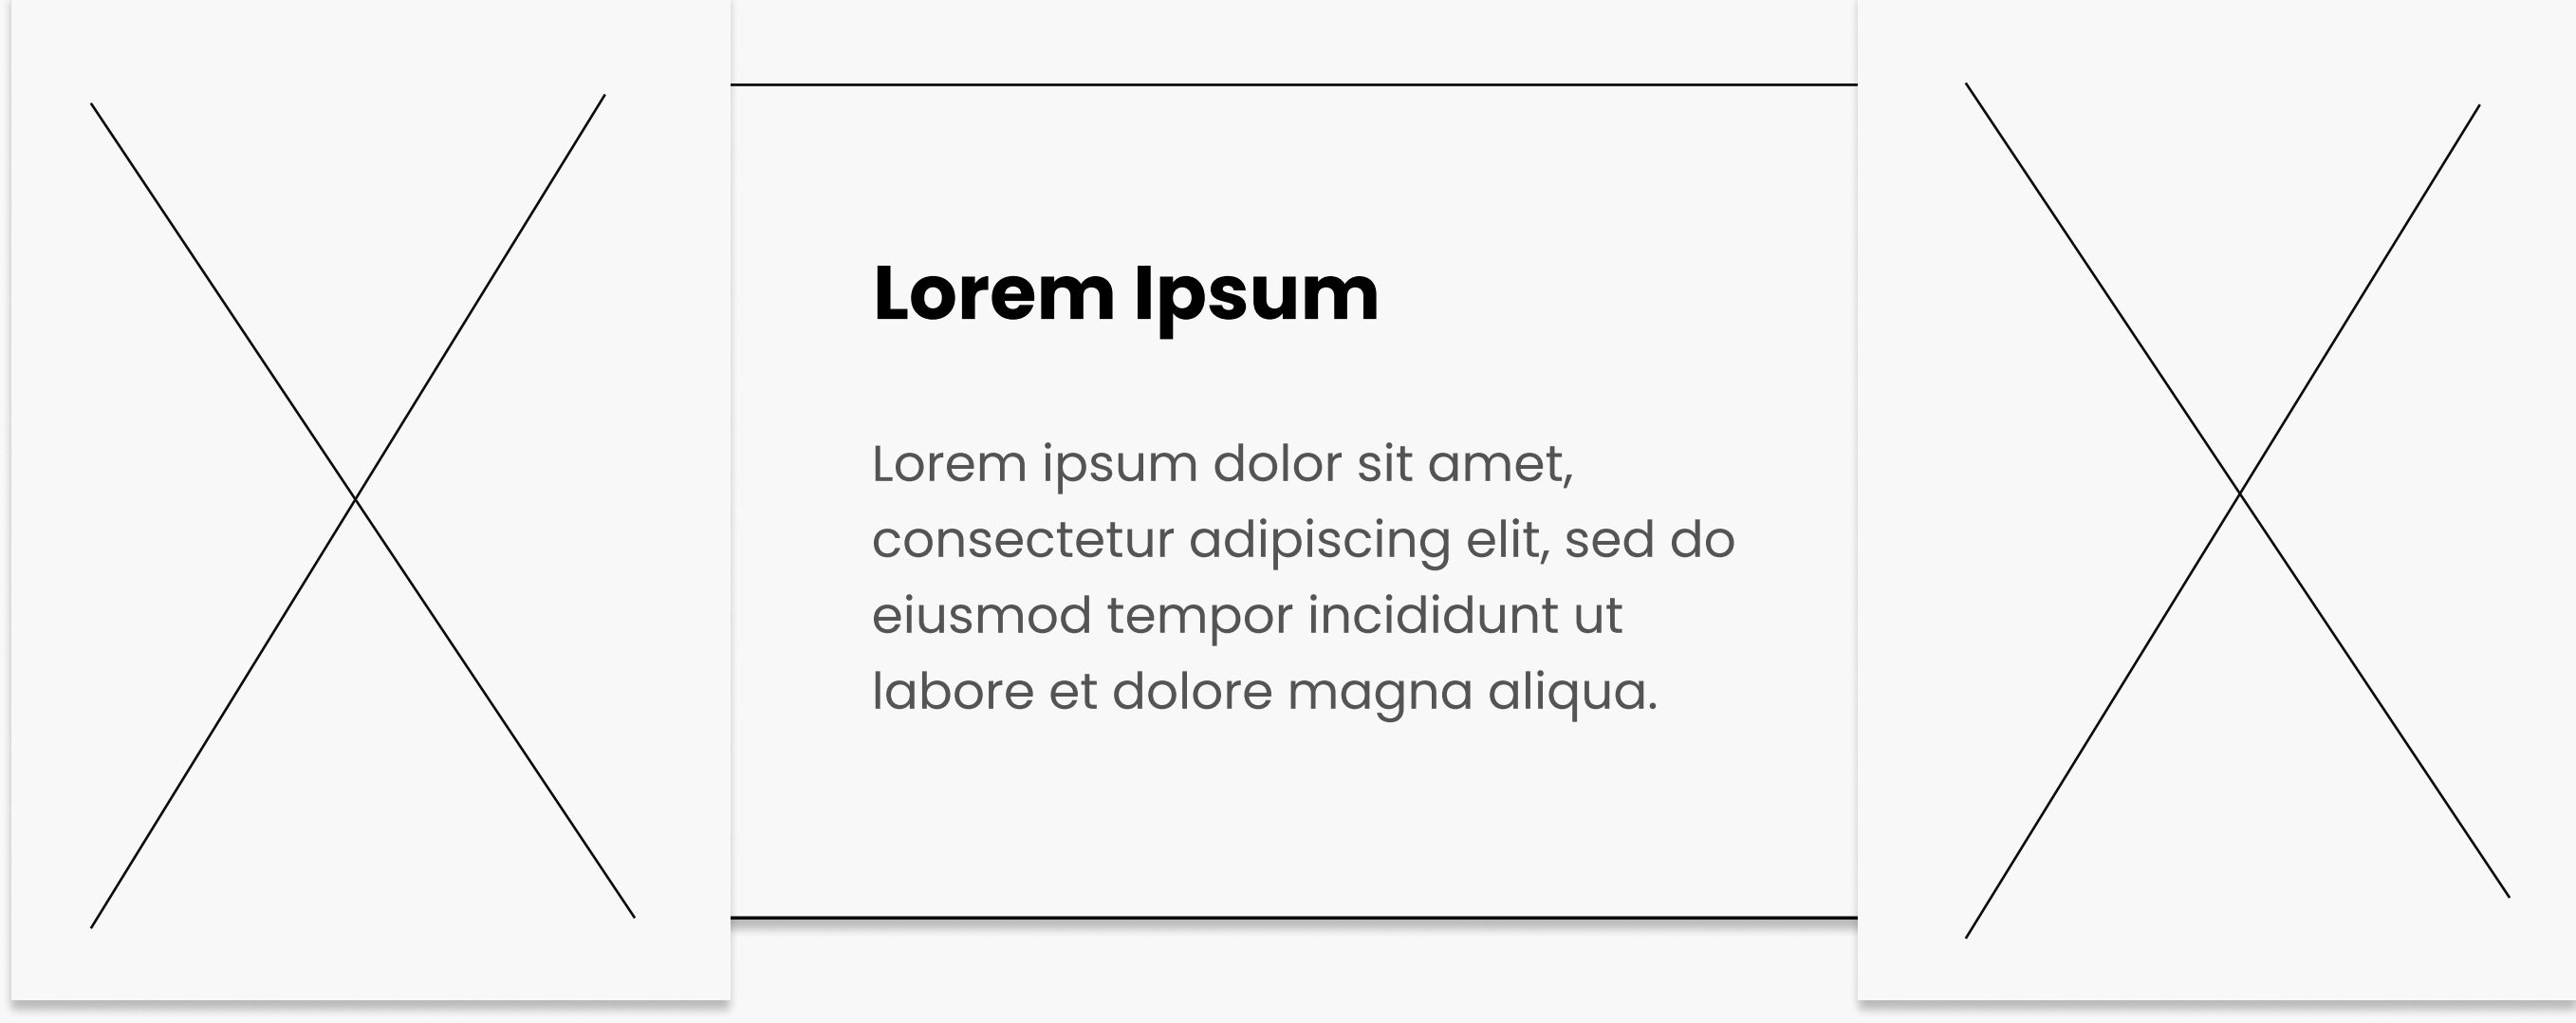 Lorem Ipsum
Lorem ipsum dolor sit amet,
consectetur adipiscing elit, sed do
eiusmod tempor incididunt ut
labore et dolore magna aliqua.